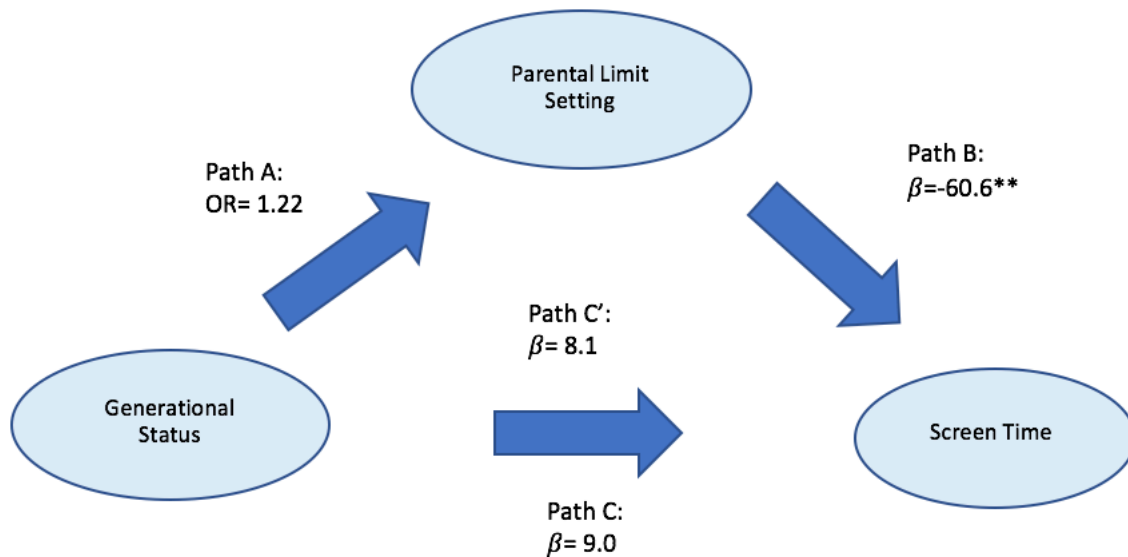 Parental Limit
Setting
Path A:
OR= 1.22
Path B:
β=-60.6**
Path C’:
β= 8.1
Generational
Status
Screen Time
Path C:
β= 9.0